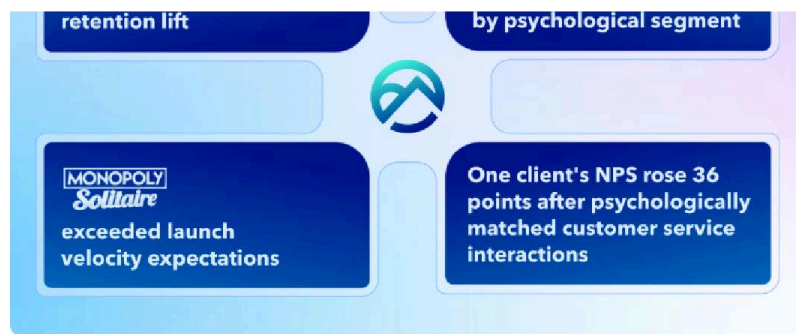 retention lift
by psychological segment
MONOPOLY
Solitaire
exceeded launch
velocity expectations
One client's NPS rose 36
points after psychologically
matched customer service
interactions